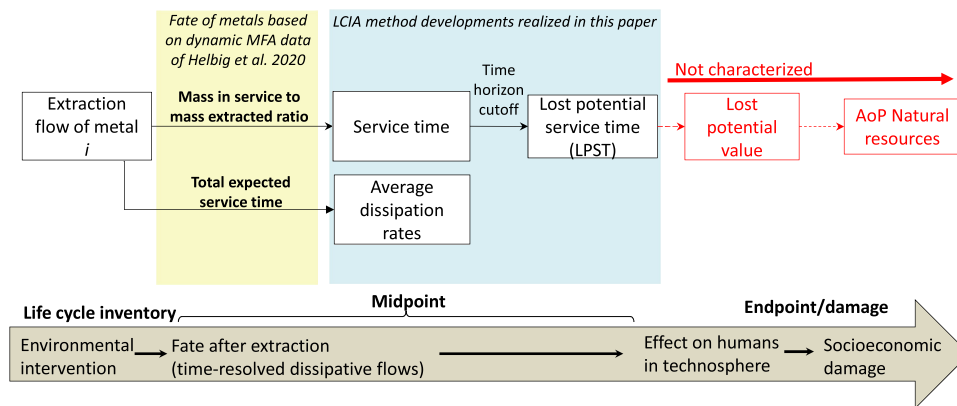 Fate of metals based
on dynamic MFA data
of Helbig et al. 2020
LCIA method developments realized in this paper
Not characterized
Extraction
flow of metal
i
Mass in service to
mass extracted ratio
Service time
Time
horizon
cutoff
Lost potential
service time
(LPST)
Lost
potential
value
AoP Natural
resources
Total expected
service time
Average
dissipation
rates
Life cycle inventory
Midpoint
Endpoint/damage
Environmental
intervention
Fate after extraction
(time-resolved dissipative flows)
Effect on humans
in technosphere
Socioeconomic
damage